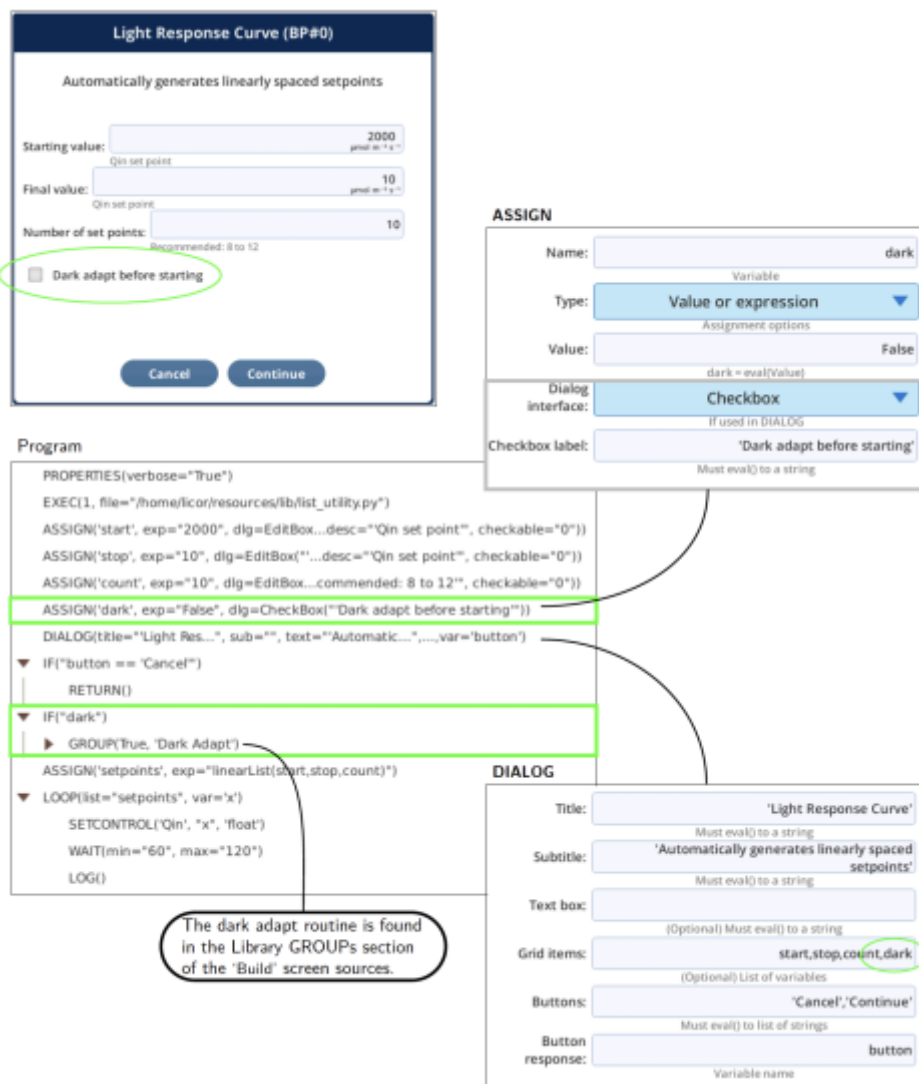 Light Response Curve (BP#0)
Automatically generates linearly spaced setpoints
Starting value:
2000
µmol m⁻² s⁻¹
Qin set point
Final value:
10
µmol m⁻² s⁻¹
Qin set point
Number of set points:
10
Recommended: 8 to 12
Dark adapt before starting
Cancel
Continue
ASSIGN
Name:
dark
Variable
Type:
Value or expression
Assignment options
Value:
False
dark = eval(Value)
Dialog
interface:
Checkbox
If used in DIALOG
Checkbox label:
'Dark adapt before starting'
Must eval() to a string
Program
PROPERTIES(verbose="True")
EXEC(1, file="/home/licor/resources/lib/list_utility.py")
ASSIGN('start', exp="2000", dlg=EditBox...desc="'Qin set point'", checkable="0"))
ASSIGN('stop', exp="10", dlg=EditBox("'...desc="'Qin set point'", checkable="0"))
ASSIGN('count', exp="10", dlg=EditBox...commended: 8 to 12'", checkable="0"))
ASSIGN('dark', exp="False", dlg=CheckBox("'Dark adapt before starting'"))
DIALOG(title="'Light Res...", sub="", text="'Automatic...",...,var='button')
IF("button == 'Cancel'")
RETURN()
IF("dark")
GROUP(True, 'Dark Adapt')
ASSIGN('setpoints', exp="linearList(start,stop,count)")
LOOP(list="setpoints", var='x')
SETCONTROL('Qin', "x", 'float')
WAIT(min="60", max="120")
LOG()
The dark adapt routine is found
in the Library GROUPs section
of the 'Build' screen sources.
DIALOG
Title:
'Light Response Curve'
Must eval() to a string
Subtitle:
'Automatically generates linearly spaced
setpoints'
Must eval() to a string
Text box:
(Optional) Must eval() to a string
Grid items:
start,stop,count,dark
(Optional) List of variables
Buttons:
'Cancel','Continue'
Must eval() to list of strings
Button
response:
button
Variable name